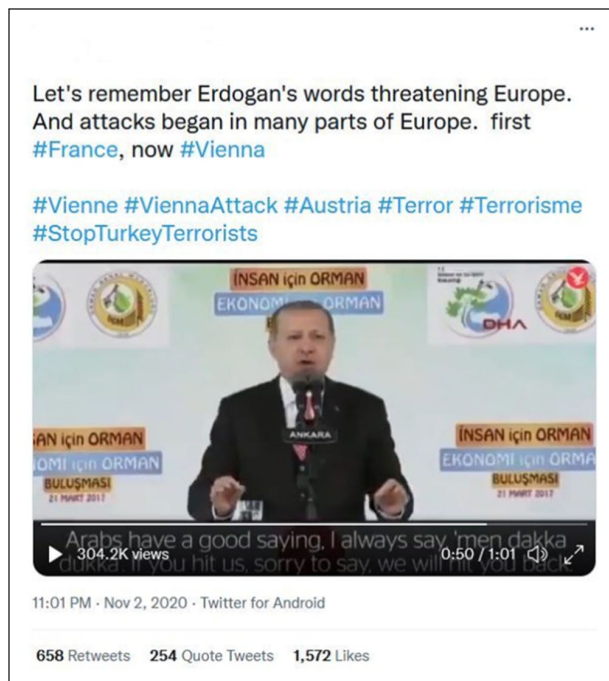 ...
Let's remember Erdogan's words threatening Europe.
And attacks began in many parts of Europe.  first
#France, now #Vienna
#Vienne #ViennaAttack #Austria #Terror #Terrorisme
#StopTurkeyTerrorists
İNSAN için ORMAN
EKONOMİ ORMAN
DHA
ANKARA
SAN için ORMAN
OMI için ORMAN
BULUŞMASI
21 MART 2017
İNSAN için ORMAN
EKONOMİ için ORMA
BULUŞMASI
21 MART 2017
Arabs have a good saying, I always say, 'men dakka
dukka. If you hit us, sorry to say, we will hit you back
304.2K views
0:50 / 1:01
11:01 PM · Nov 2, 2020 · Twitter for Android
658 Retweets 254 Quote Tweets 1,572 Likes